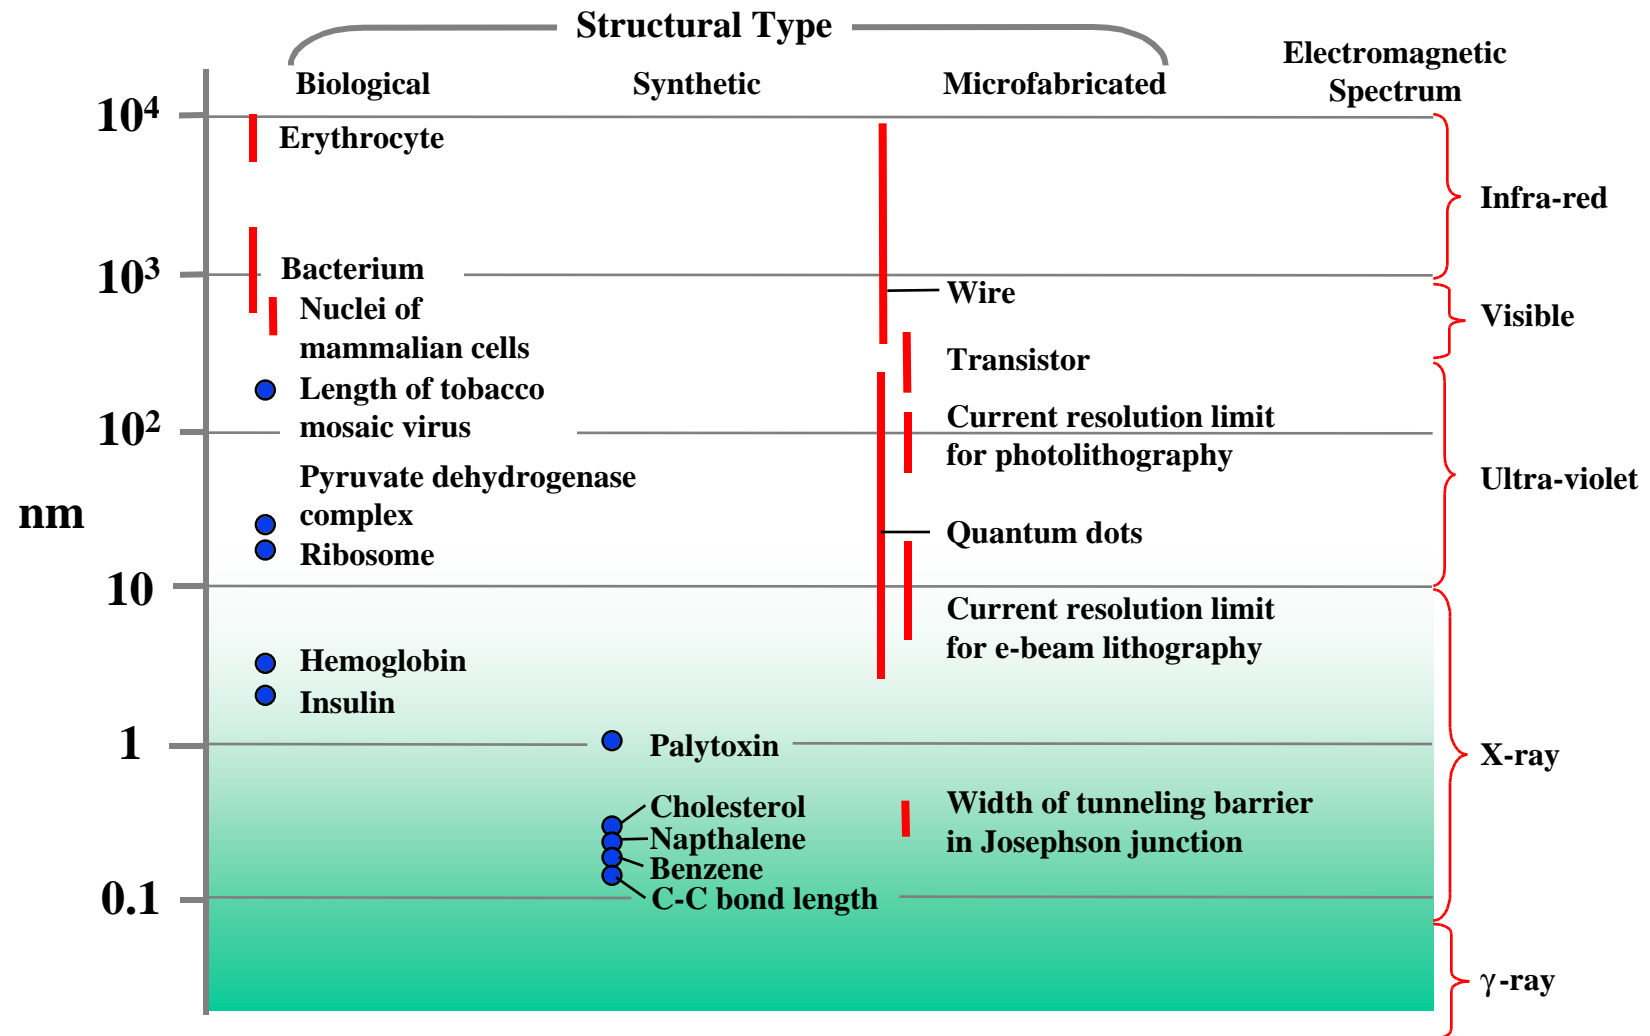 Structural Type
Biological
Synthetic
Microfabricated
Electromagnetic
Spectrum
10⁴
10³
10²
nm
10
1
0.1
Erythrocyte
Bacterium
Nuclei of
mammalian cells
Length of tobacco
mosaic virus
Pyruvate dehydrogenase
complex
Ribosome
Hemoglobin
Insulin
Palytoxin
Cholesterol
Napthalene
Benzene
C-C bond length
Wire
Transistor
Current resolution limit
for photolithography
Quantum dots
Current resolution limit
for e-beam lithography
Width of tunneling barrier
in Josephson junction
Infra-red
Visible
Ultra-violet
X-ray
γ-ray